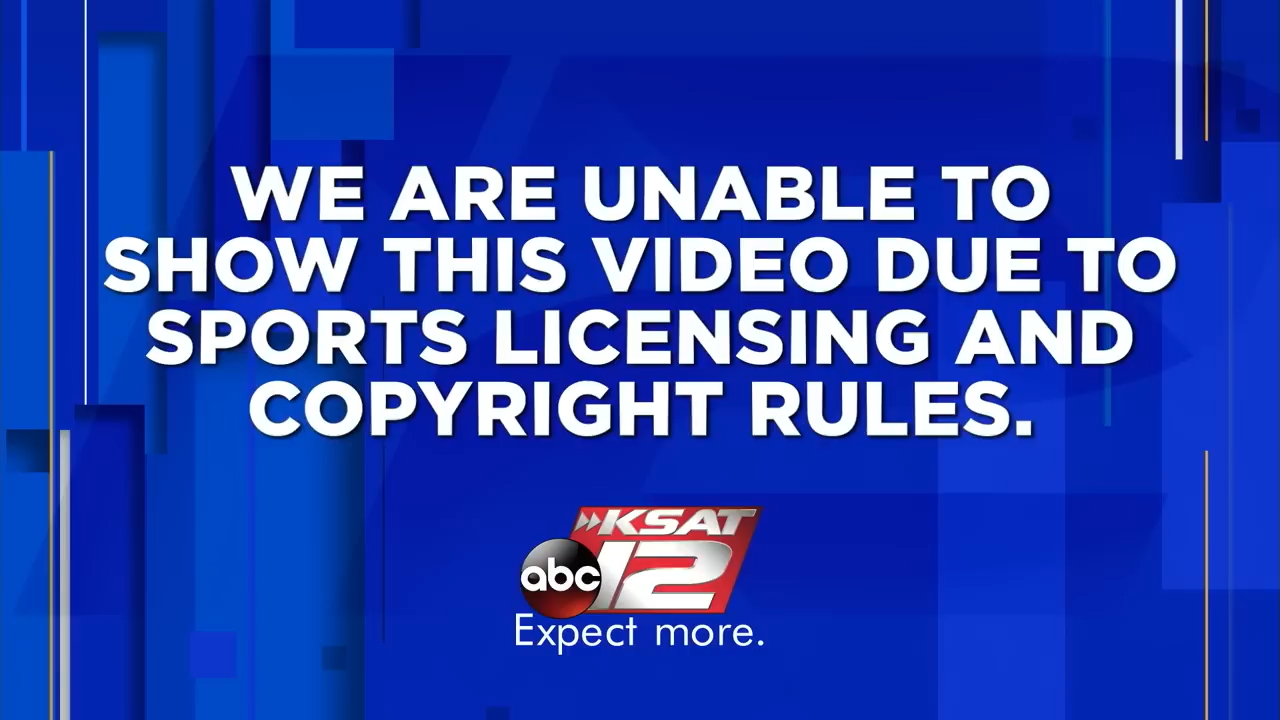 WE ARE UNABLE TO
SHOW THIS VIDEO DUE TO
SPORTS LICENSING AND
COPYRIGHT RULES.
KSAT
abc 12
Expect more.